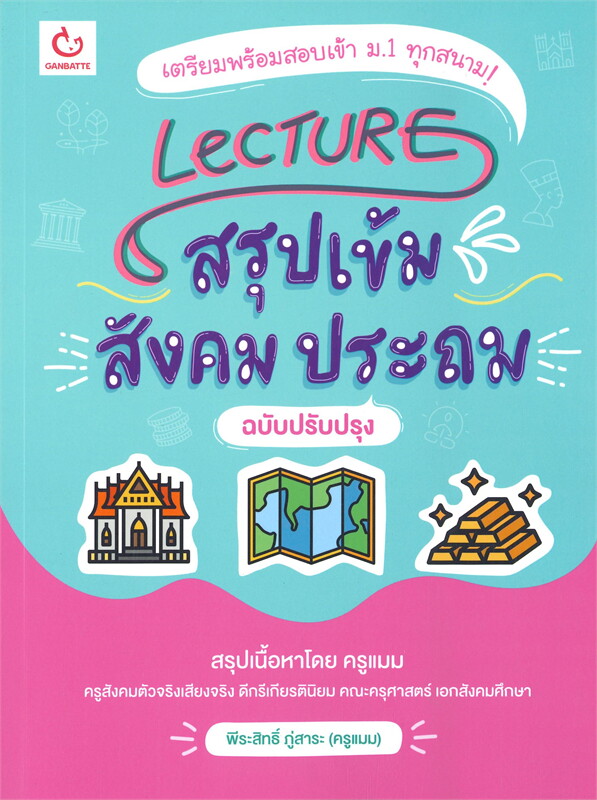 GANBATTE
เตรียมพร้อมสอบเข้า ม.1 ทุกสนาม!
LeCTURE
สรุปเข้ม
สังคม ประถม
ฉบับปรับปรุง
สรุปเนื้อหาโดย ครูแมม
ครูสังคมตัวจริงเสียงจริง ดีกรีเกียรตินิยม คณะครุศาสตร์ เอกสังคมศึกษา
พีระสิทธิ์ ภู่สาระ (ครูแมม)